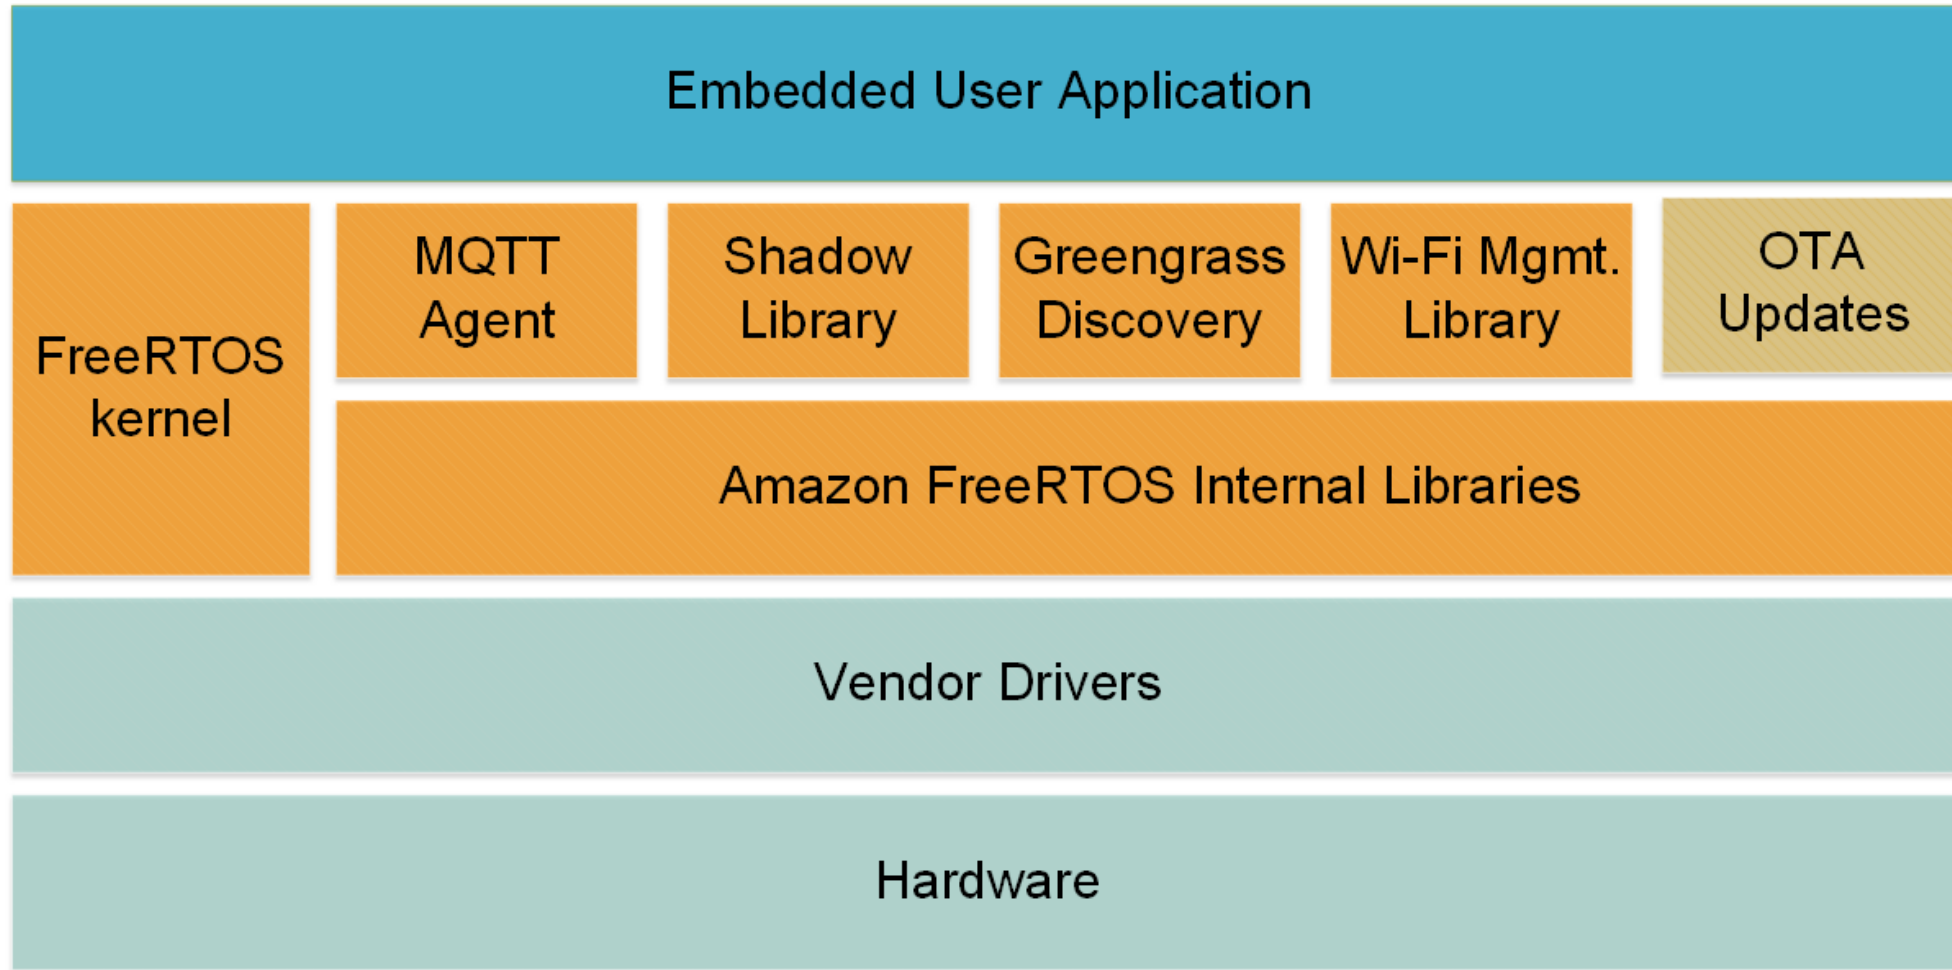 Embedded User Application
FreeRTOS
kernel
MQTT
Agent
Shadow
Library
Greengrass
Discovery
Wi-Fi Mgmt.
Library
OTA
Updates
Amazon FreeRTOS Internal Libraries
Vendor Drivers
Hardware